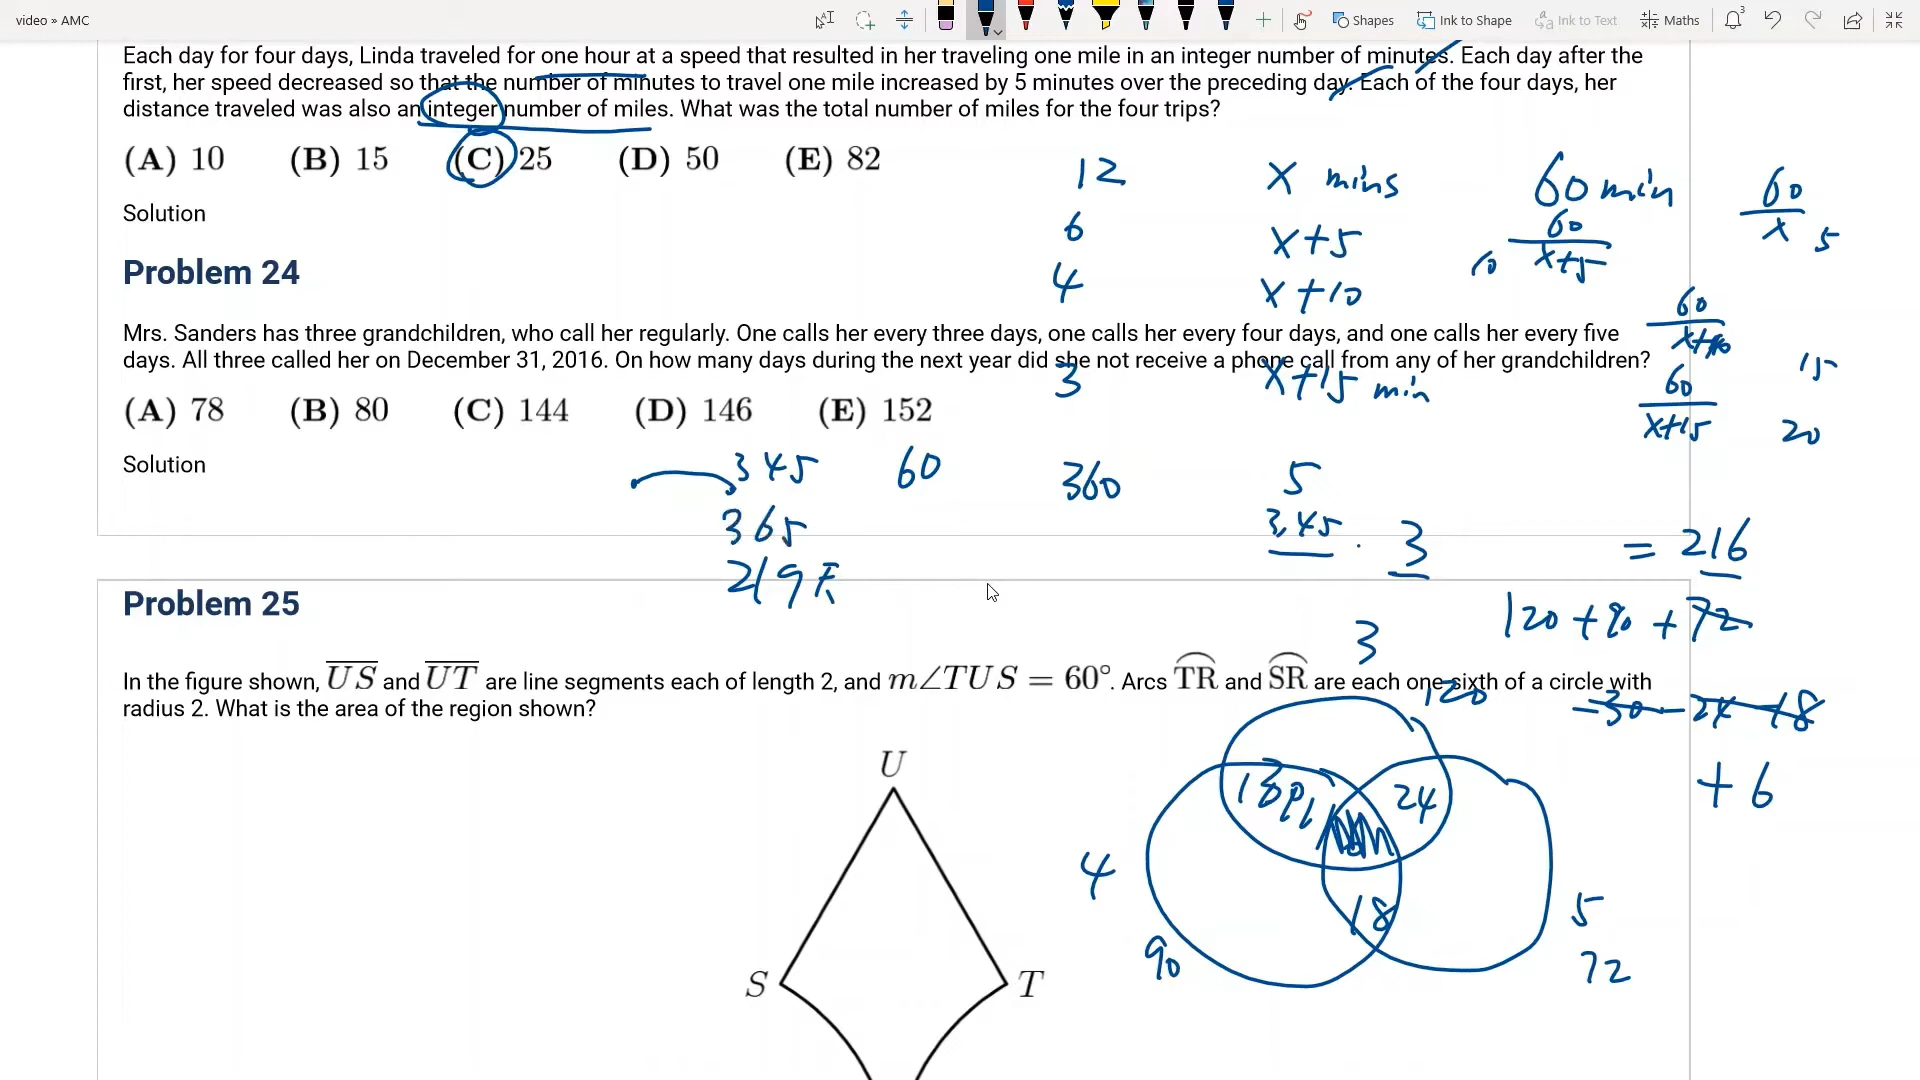 video » AMC
Shapes Ink to Shape Ink to Text Maths 3
Each day for four days, Linda traveled for one hour at a speed that resulted in her traveling one mile in an integer number of minutes. Each day after the
first, her speed decreased so that the number of minutes to travel one mile increased by 5 minutes over the preceding day. Each of the four days, her
distance traveled was also an integer number of miles. What was the total number of miles for the four trips?
(A) 10 (B) 15 (C) 25 (D) 50 (E) 82
12 x mins 60 min 60/x 5
6 x+5 10 60/x+5
4 x+10 60/x+10 15
3 x+15 min 60/x+15 20
Solution
Problem 24
Mrs. Sanders has three grandchildren, who call her regularly. One calls her every three days, one calls her every four days, and one calls her every five
days. All three called her on December 31, 2016. On how many days during the next year did she not receive a phone call from any of her grandchildren?
(A) 78 (B) 80 (C) 144 (D) 146 (E) 152
Solution
345 60 360 5
365 3,45 · 3 = 216
219天
120 + 90 + 72
-30 - 24 - 18
+ 6
Problem 25
In the figure shown, US and UT are line segments each of length 2, and m∠TUS = 60°. Arcs TR and SR are each one-sixth of a circle with
radius 2. What is the area of the region shown?
U
S T
3
120
24
4
18
90
5
72